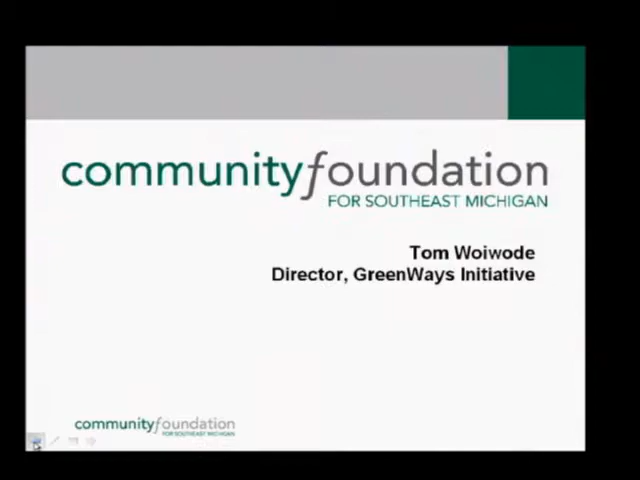 communityfoundation
FOR SOUTHEAST MICHIGAN
Tom Woiwode
Director, GreenWays Initiative
communityfoundation
FOR SOUTHEAST MICHIGAN